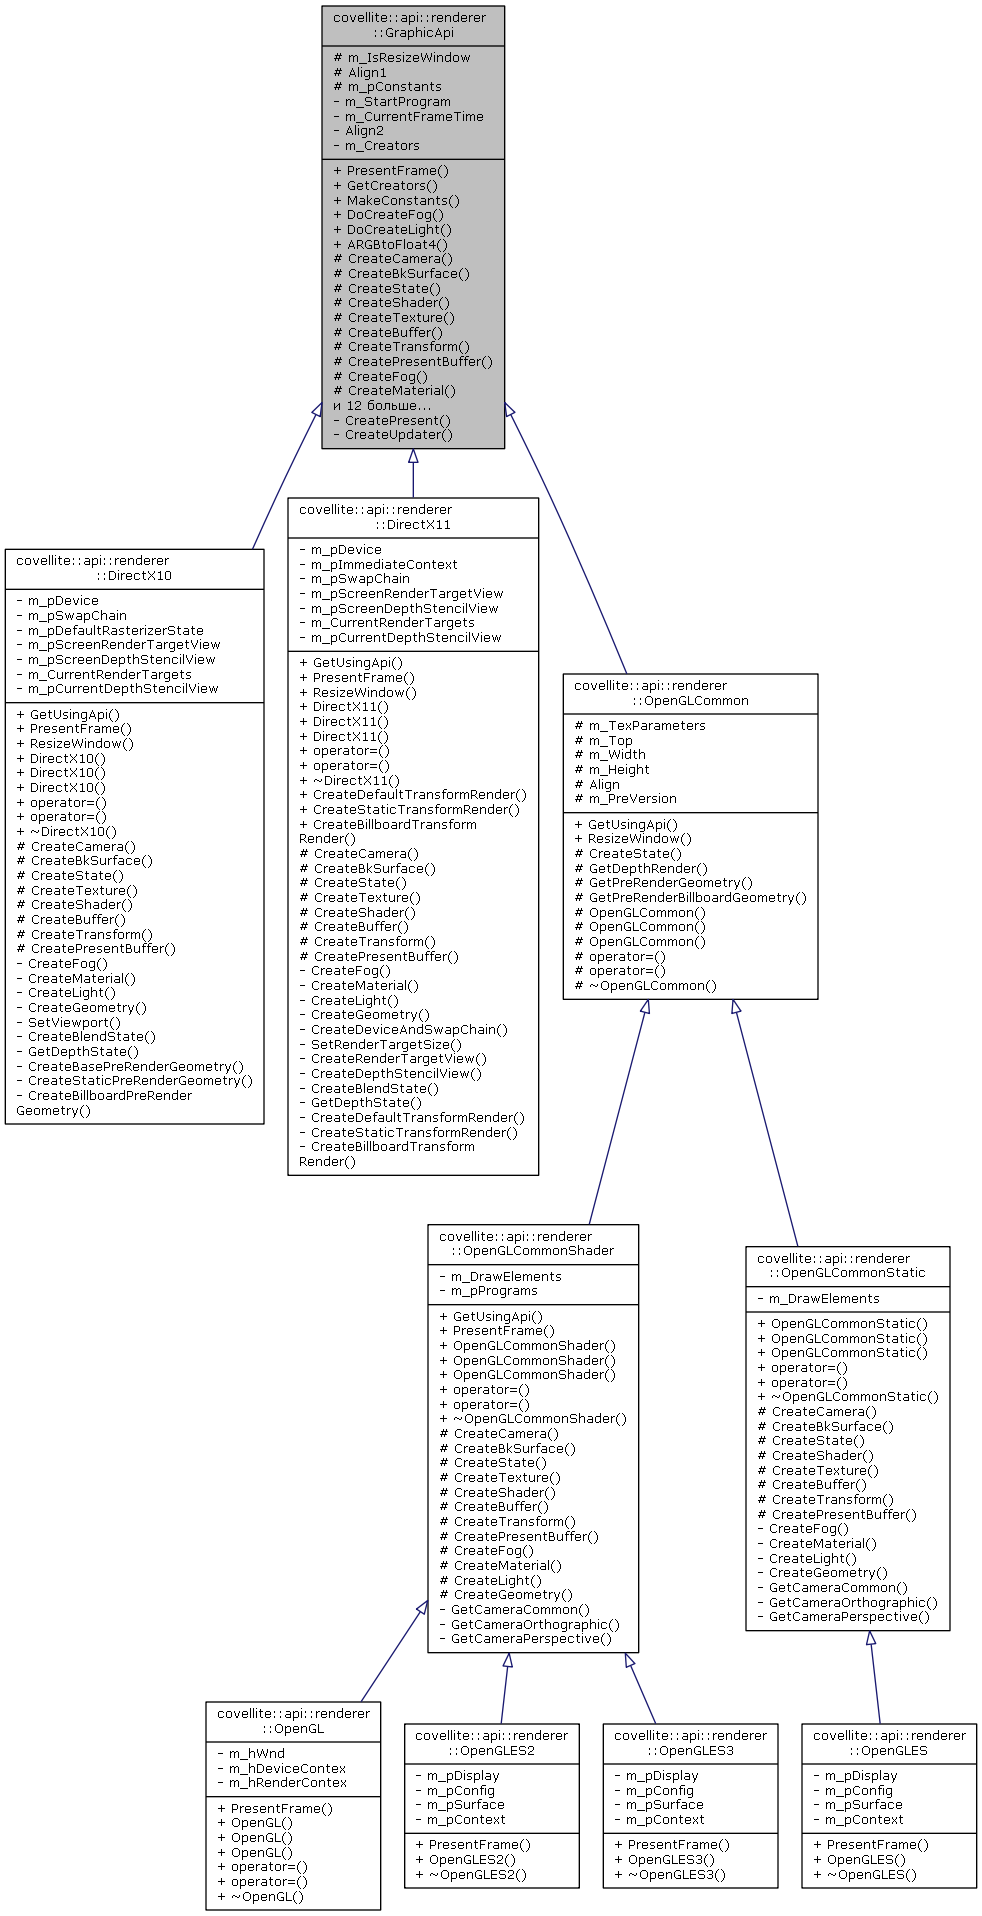 covellite::api::renderer
::GraphicApi
# m_IsResizeWindow
# Align1
# m_pConstants
- m_StartProgram
- m_CurrentFrameTime
- Align2
- m_Creators
+ PresentFrame()
+ GetCreators()
+ MakeConstants()
+ DoCreateFog()
+ DoCreateLight()
+ ARGBtoFloat4()
# CreateCamera()
# CreateBkSurface()
# CreateState()
# CreateShader()
# CreateTexture()
# CreateBuffer()
# CreateTransform()
# CreatePresentBuffer()
# CreateFog()
# CreateMaterial()
и 12 больше...
- CreatePresent()
- CreateUpdater()
covellite::api::renderer
::DirectX10
- m_pDevice
- m_pSwapChain
- m_pDefaultRasterizerState
- m_pScreenRenderTargetView
- m_pScreenDepthStencilView
- m_CurrentRenderTargets
- m_pCurrentDepthStencilView
+ GetUsingApi()
+ PresentFrame()
+ ResizeWindow()
+ DirectX10()
+ DirectX10()
+ DirectX10()
+ operator=()
+ operator=()
+ ~DirectX10()
# CreateCamera()
# CreateBkSurface()
# CreateState()
# CreateTexture()
# CreateShader()
# CreateBuffer()
# CreateTransform()
# CreatePresentBuffer()
- CreateFog()
- CreateMaterial()
- CreateLight()
- CreateGeometry()
- SetViewport()
- CreateBlendState()
- GetDepthState()
- CreateBasePreRenderGeometry()
- CreateStaticPreRenderGeometry()
- CreateBillboardPreRender
Geometry()
covellite::api::renderer
::DirectX11
- m_pDevice
- m_pImmediateContext
- m_pSwapChain
- m_pScreenRenderTargetView
- m_pScreenDepthStencilView
- m_CurrentRenderTargets
- m_pCurrentDepthStencilView
+ GetUsingApi()
+ PresentFrame()
+ ResizeWindow()
+ DirectX11()
+ DirectX11()
+ DirectX11()
+ operator=()
+ operator=()
+ ~DirectX11()
+ CreateDefaultTransformRender()
+ CreateStaticTransformRender()
+ CreateBillboardTransform
Render()
# CreateCamera()
# CreateBkSurface()
# CreateState()
# CreateTexture()
# CreateShader()
# CreateBuffer()
# CreateTransform()
# CreatePresentBuffer()
- CreateFog()
- CreateMaterial()
- CreateLight()
- CreateGeometry()
- CreateDeviceAndSwapChain()
- SetRenderTargetSize()
- CreateRenderTargetView()
- CreateDepthStencilView()
- CreateBlendState()
- GetDepthState()
- CreateDefaultTransformRender()
- CreateStaticTransformRender()
- CreateBillboardTransform
Render()
covellite::api::renderer
::OpenGLCommon
# m_TexParameters
# m_Top
# m_Width
# m_Height
# Align
# m_PreVersion
+ GetUsingApi()
+ ResizeWindow()
# CreateState()
# GetDepthRender()
# GetPreRenderGeometry()
# GetPreRenderBillboardGeometry()
# OpenGLCommon()
# OpenGLCommon()
# OpenGLCommon()
# operator=()
# operator=()
# ~OpenGLCommon()
covellite::api::renderer
::OpenGLCommonShader
- m_DrawElements
- m_pPrograms
+ GetUsingApi()
+ PresentFrame()
+ OpenGLCommonShader()
+ OpenGLCommonShader()
+ OpenGLCommonShader()
+ operator=()
+ operator=()
+ ~OpenGLCommonShader()
# CreateCamera()
# CreateBkSurface()
# CreateState()
# CreateTexture()
# CreateShader()
# CreateBuffer()
# CreateTransform()
# CreatePresentBuffer()
# CreateFog()
# CreateMaterial()
# CreateLight()
# CreateGeometry()
- GetCameraCommon()
- GetCameraOrthographic()
- GetCameraPerspective()
covellite::api::renderer
::OpenGLCommonStatic
- m_DrawElements
+ OpenGLCommonStatic()
+ OpenGLCommonStatic()
+ OpenGLCommonStatic()
+ operator=()
+ operator=()
+ ~OpenGLCommonStatic()
# CreateCamera()
# CreateBkSurface()
# CreateState()
# CreateShader()
# CreateTexture()
# CreateBuffer()
# CreateTransform()
# CreatePresentBuffer()
- CreateFog()
- CreateMaterial()
- CreateLight()
- CreateGeometry()
- GetCameraCommon()
- GetCameraOrthographic()
- GetCameraPerspective()
covellite::api::renderer
::OpenGL
- m_hWnd
- m_hDeviceContex
- m_hRenderContex
+ PresentFrame()
+ OpenGL()
+ OpenGL()
+ OpenGL()
+ operator=()
+ operator=()
+ ~OpenGL()
covellite::api::renderer
::OpenGLES2
- m_pDisplay
- m_pConfig
- m_pSurface
- m_pContext
+ PresentFrame()
+ OpenGLES2()
+ ~OpenGLES2()
covellite::api::renderer
::OpenGLES3
- m_pDisplay
- m_pConfig
- m_pSurface
- m_pContext
+ PresentFrame()
+ OpenGLES3()
+ ~OpenGLES3()
covellite::api::renderer
::OpenGLES
- m_pDisplay
- m_pConfig
- m_pSurface
- m_pContext
+ PresentFrame()
+ OpenGLES()
+ ~OpenGLES()